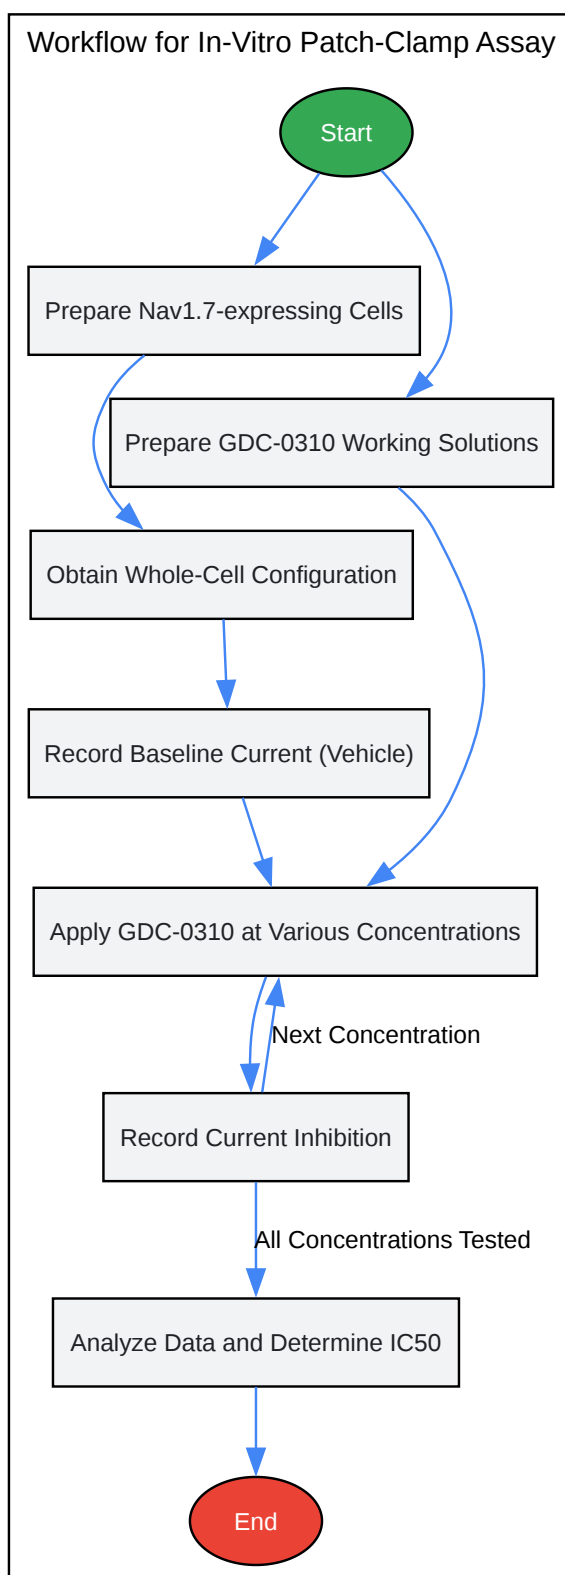 Workflow for In-Vitro Patch-Clamp Assay
Start
Prepare Nav1.7-expressing Cells
Prepare GDC-0310 Working Solutions
Obtain Whole-Cell Configuration
Record Baseline Current (Vehicle)
Apply GDC-0310 at Various Concentrations
Next Concentration
Record Current Inhibition
All Concentrations Tested
Analyze Data and Determine IC50
End